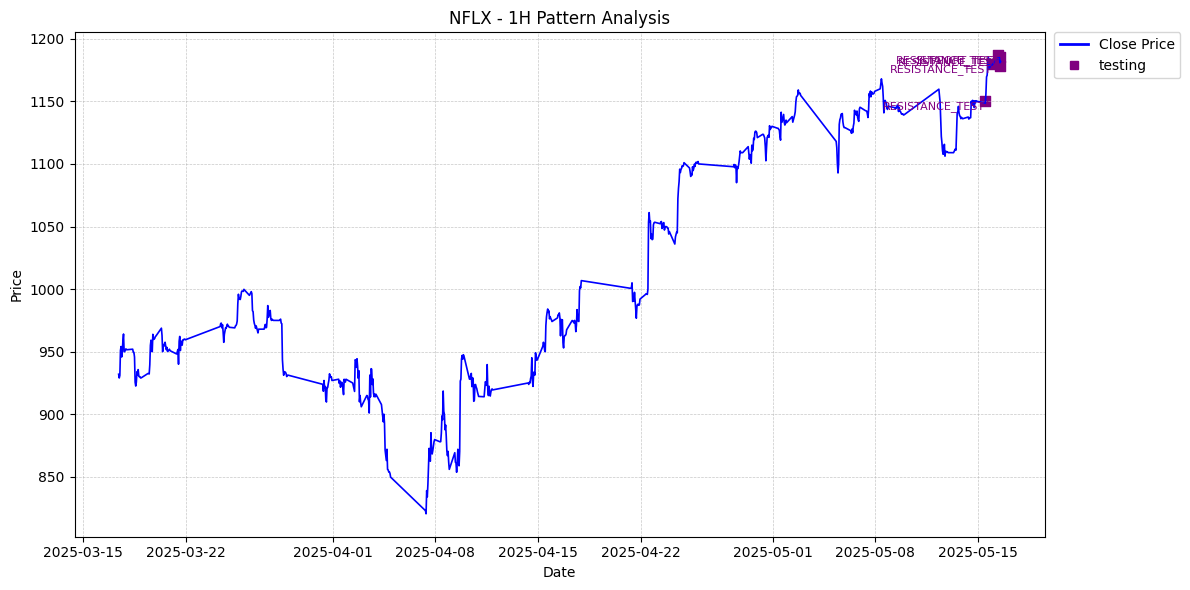 NFLX - 1H Pattern Analysis
1200
1150
1100
1050
1000
950
900
850
Price
2025-03-15
2025-03-22
2025-04-01
2025-04-08
2025-04-15
2025-04-22
2025-05-01
2025-05-08
2025-05-15
Date
Close Price
testing
RESISTANCE_TEST
RESISTANCE_TEST
RESISTANCE_TEST